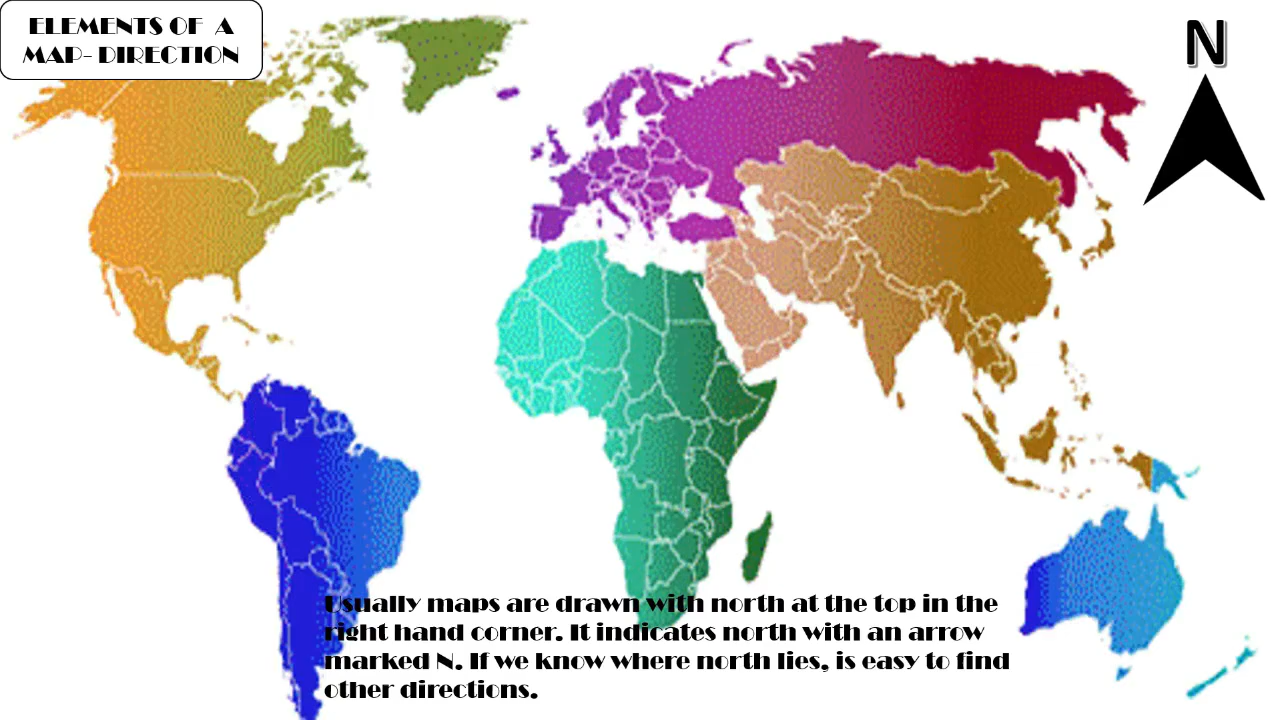 ELEMENTS OF A
MAP- DIRECTION
N
Usually maps are drawn with north at the top in the
right hand corner. It indicates north with an arrow
marked N. If we know where north lies, is easy to find
other directions.